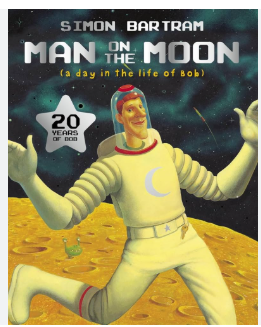 SIMON BARTRAM
MAN ON THE MOON
(a day in the life of Bob)
20
YEARS
OF BOB